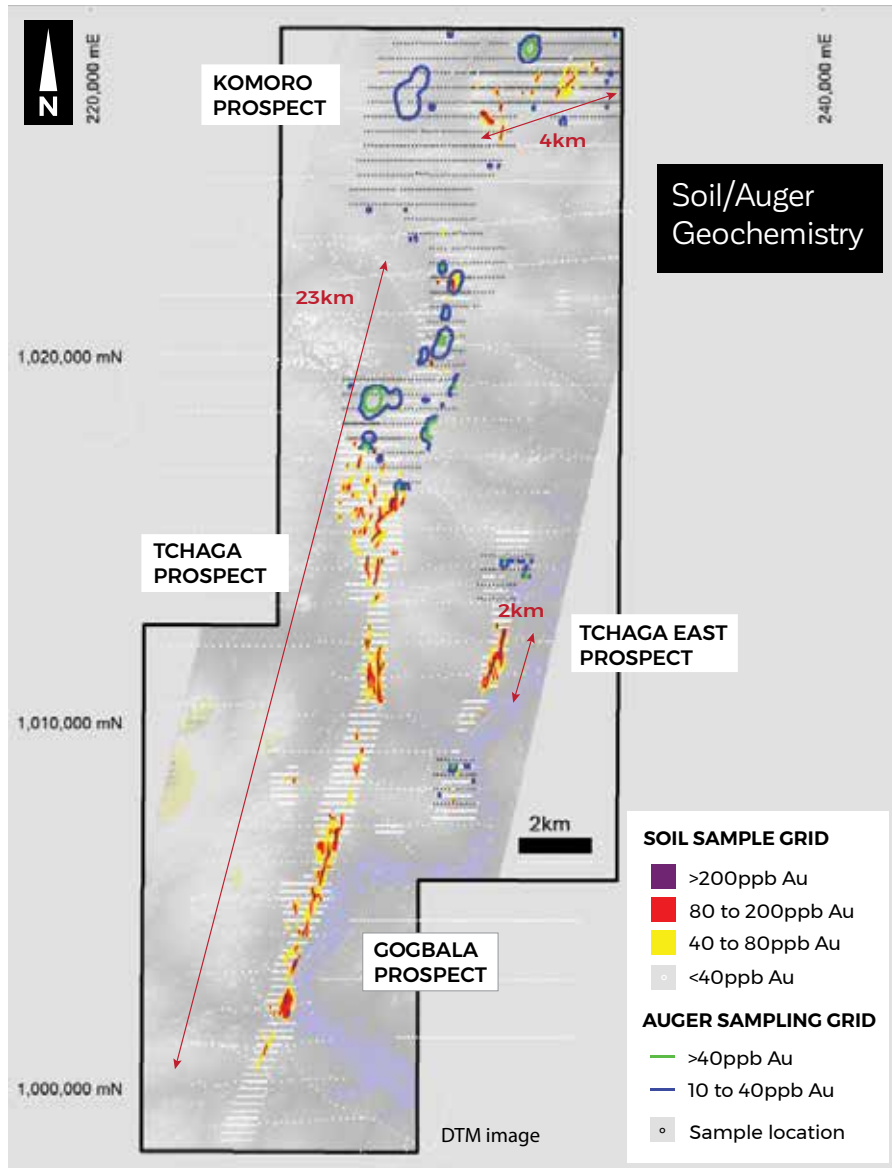 N
220,000 mE
240,000 mE
KOMORO
PROSPECT
4km
Soil/Auger
Geochemistry
23km
1,020,000 mN
TCHAGA
PROSPECT
2km
TCHAGA EAST
PROSPECT
1,010,000 mN
2km
GOGBALA
PROSPECT
1,000,000 mN
DTM image
SOIL SAMPLE GRID
>200ppb Au
80 to 200ppb Au
40 to 80ppb Au
<40ppb Au
AUGER SAMPLING GRID
>40ppb Au
10 to 40ppb Au
Sample location